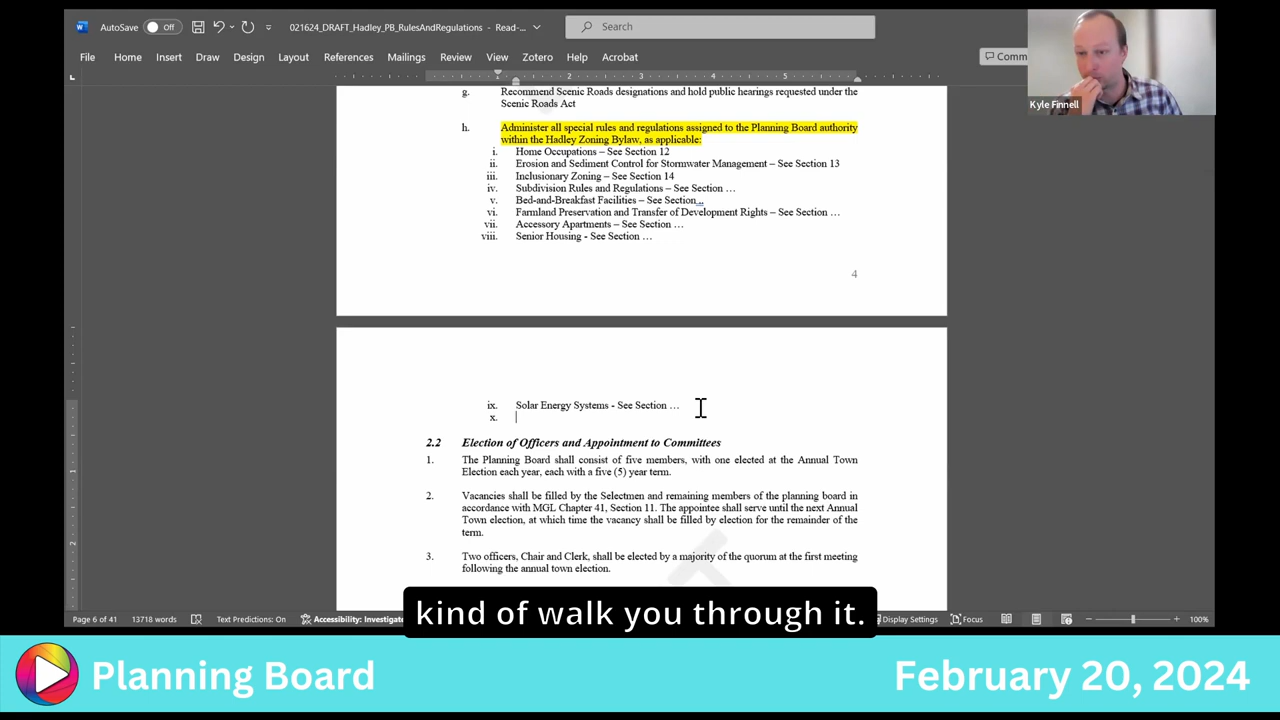 AutoSave Off 021624_DRAFT_Hadley_PB_RulesAndRegulations - Read-... Search
File Home Insert Draw Design Layout References Mailings Review View Zotero Help Acrobat Comm
Kyle Finnell
1 2 3 4 5
g. Recommend Scenic Roads designations and hold public hearings requested under the
Scenic Roads Act
h. Administer all special rules and regulations assigned to the Planning Board authority
within the Hadley Zoning Bylaw, as applicable:
i. Home Occupations – See Section 12
ii. Erosion and Sediment Control for Stormwater Management – See Section 13
iii. Inclusionary Zoning – See Section 14
iv. Subdivision Rules and Regulations – See Section …
v. Bed-and-Breakfast Facilities – See Section ..
vi. Farmland Preservation and Transfer of Development Rights – See Section …
vii. Accessory Apartments – See Section …
viii. Senior Housing - See Section …
4
ix. Solar Energy Systems - See Section …
x.
2.2 Election of Officers and Appointment to Committees
1. The Planning Board shall consist of five members, with one elected at the Annual Town
Election each year, each with a five (5) year term.
2. Vacancies shall be filled by the Selectmen and remaining members of the planning board in
accordance with MGL Chapter 41, Section 11. The appointee shall serve until the next Annual
Town election, at which time the vacancy shall be filled by election for the remainder of the
term.
3. Two officers, Chair and Clerk, shall be elected by a majority of the quorum at the first meeting
following the annual town election.
kind of walk you through it.
Page 6 of 41 13718 words Text Predictions: On Accessibility: Investigate Display Settings Focus 100%
Planning Board February 20, 2024